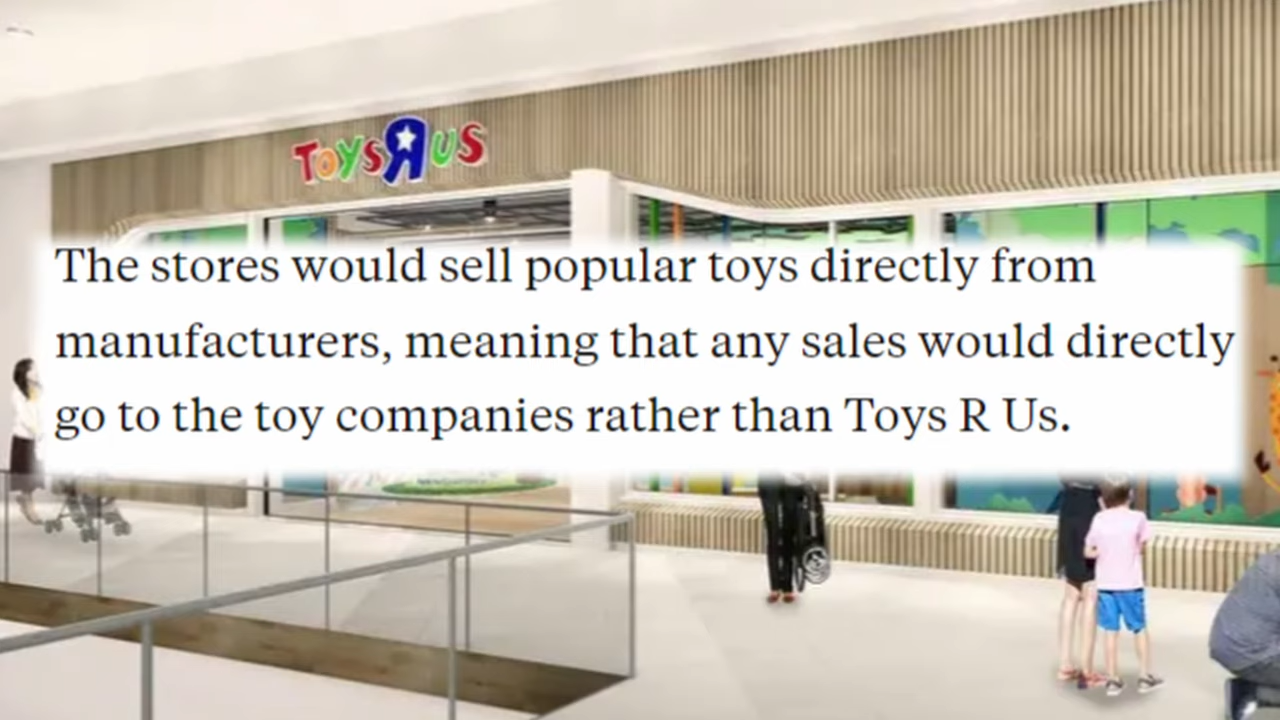 TOYS R US
The stores would sell popular toys directly from
manufacturers, meaning that any sales would directly
go to the toy companies rather than Toys R Us.